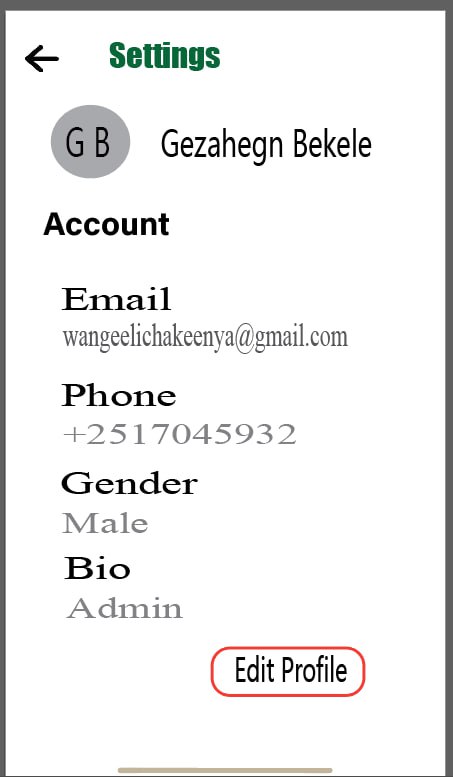 Settings
G B
Gezahegn Bekele
Account
Email
wangeelichakeenya@gmail.com
Phone
+2517045932
Gender
Male
Bio
Admin
Edit Profile